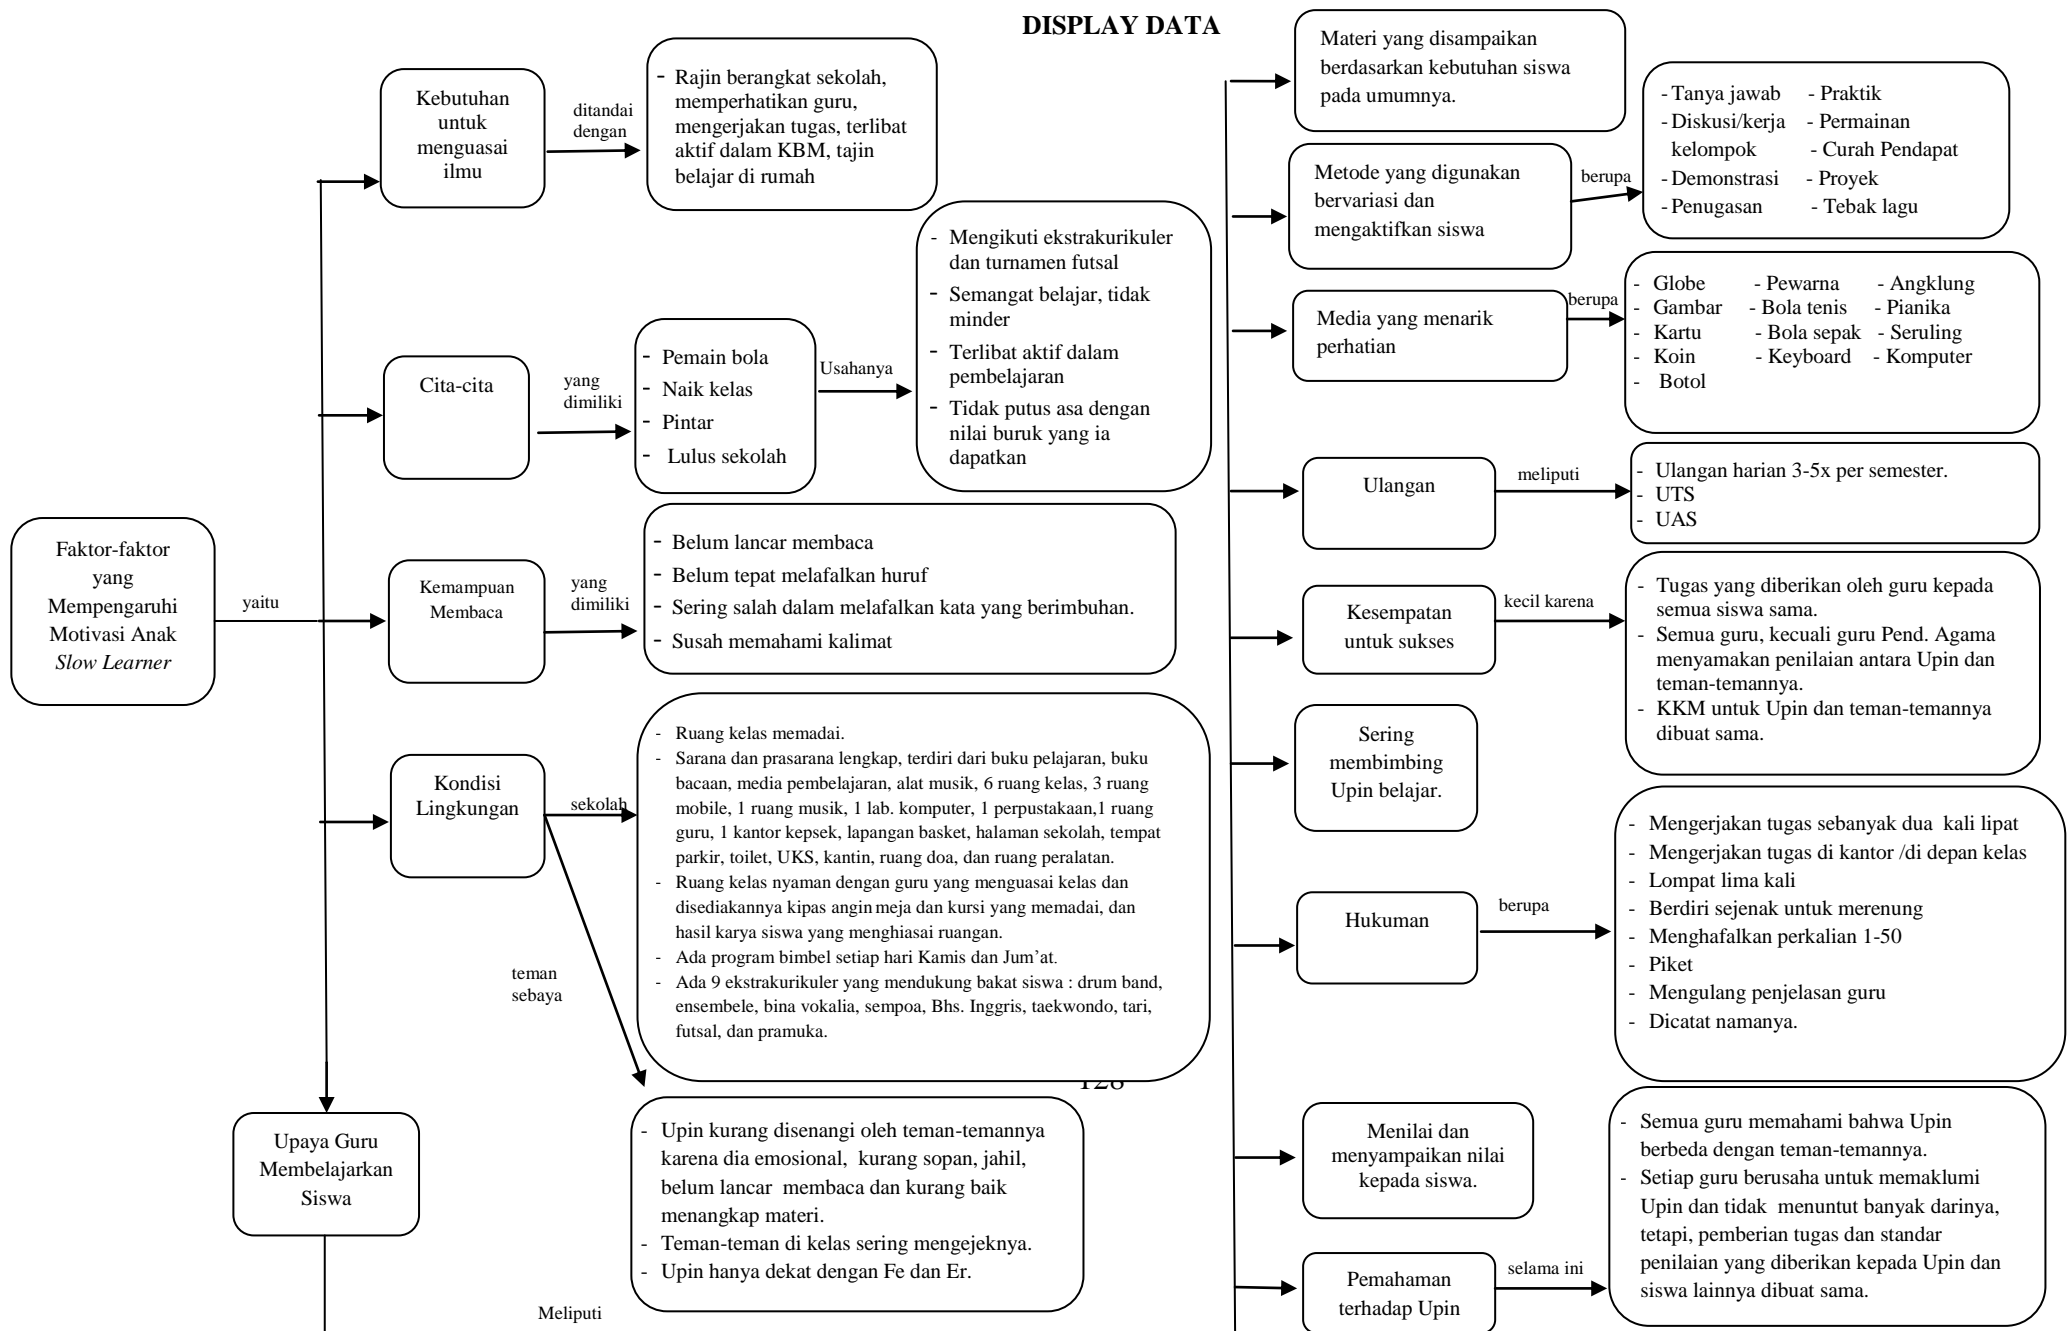 DISPLAY DATA
Faktor-faktor
yang
Mempengaruhi
Motivasi Anak
Slow Learner
yaitu
Kebutuhan
untuk
menguasai
ilmu
ditandai
dengan
- Rajin berangkat sekolah,
memperhatikan guru,
mengerjakan tugas, terlibat
aktif dalam KBM, tajin
belajar di rumah
Cita-cita
yang
dimiliki
- Pemain bola
- Naik kelas
- Pintar
- Lulus sekolah
Usahanya
- Mengikuti ekstrakurikuler
dan turnamen futsal
- Semangat belajar, tidak
minder
- Terlibat aktif dalam
pembelajaran
- Tidak putus asa dengan
nilai buruk yang ia
dapatkan
Kemampuan
Membaca
yang
dimiliki
- Belum lancar membaca
- Belum tepat melafalkan huruf
- Sering salah dalam melafalkan kata yang berimbuhan.
- Susah memahami kalimat
Kondisi
Lingkungan
sekolah
- Ruang kelas memadai.
- Sarana dan prasarana lengkap, terdiri dari buku pelajaran, buku
bacaan, media pembelajaran, alat musik, 6 ruang kelas, 3 ruang
mobile, 1 ruang musik, 1 lab. komputer, 1 perpustakaan,1 ruang
guru, 1 kantor kepsek, lapangan basket, halaman sekolah, tempat
parkir, toilet, UKS, kantin, ruang doa, dan ruang peralatan.
- Ruang kelas nyaman dengan guru yang menguasai kelas dan
disediakannya kipas angin meja dan kursi yang memadai, dan
hasil karya siswa yang menghiasai ruangan.
- Ada program bimbel setiap hari Kamis dan Jum’at.
- Ada 9 ekstrakurikuler yang mendukung bakat siswa : drum band,
ensembele, bina vokalia, sempoa, Bhs. Inggris, taekwondo, tari,
futsal, dan pramuka.
teman
sebaya
- Upin kurang disenangi oleh teman-temannya
karena dia emosional, kurang sopan, jahil,
belum lancar membaca dan kurang baik
menangkap materi.
- Teman-teman di kelas sering mengejeknya.
- Upin hanya dekat dengan Fe dan Er.
128
Upaya Guru
Membelajarkan
Siswa
Meliputi
Materi yang disampaikan
berdasarkan kebutuhan siswa
pada umumnya.
Metode yang digunakan
bervariasi dan
mengaktifkan siswa
berupa
- Tanya jawab - Praktik
- Diskusi/kerja - Permainan
kelompok - Curah Pendapat
- Demonstrasi - Proyek
- Penugasan - Tebak lagu
Media yang menarik
perhatian
berupa
- Globe - Pewarna - Angklung
- Gambar - Bola tenis - Pianika
- Kartu - Bola sepak - Seruling
- Koin - Keyboard - Komputer
- Botol
Ulangan
meliputi
- Ulangan harian 3-5x per semester.
- UTS
- UAS
Kesempatan
untuk sukses
kecil karena
- Tugas yang diberikan oleh guru kepada
semua siswa sama.
- Semua guru, kecuali guru Pend. Agama
menyamakan penilaian antara Upin dan
teman-temannya.
- KKM untuk Upin dan teman-temannya
dibuat sama.
Sering
membimbing
Upin belajar.
Hukuman
berupa
- Mengerjakan tugas sebanyak dua kali lipat
- Mengerjakan tugas di kantor /di depan kelas
- Lompat lima kali
- Berdiri sejenak untuk merenung
- Menghafalkan perkalian 1-50
- Piket
- Mengulang penjelasan guru
- Dicatat namanya.
Menilai dan
menyampaikan nilai
kepada siswa.
Pemahaman
terhadap Upin
selama ini
- Semua guru memahami bahwa Upin
berbeda dengan teman-temannya.
- Setiap guru berusaha untuk memaklumi
Upin dan tidak menuntut banyak darinya,
tetapi, pemberian tugas dan standar
penilaian yang diberikan kepada Upin dan
siswa lainnya dibuat sama.